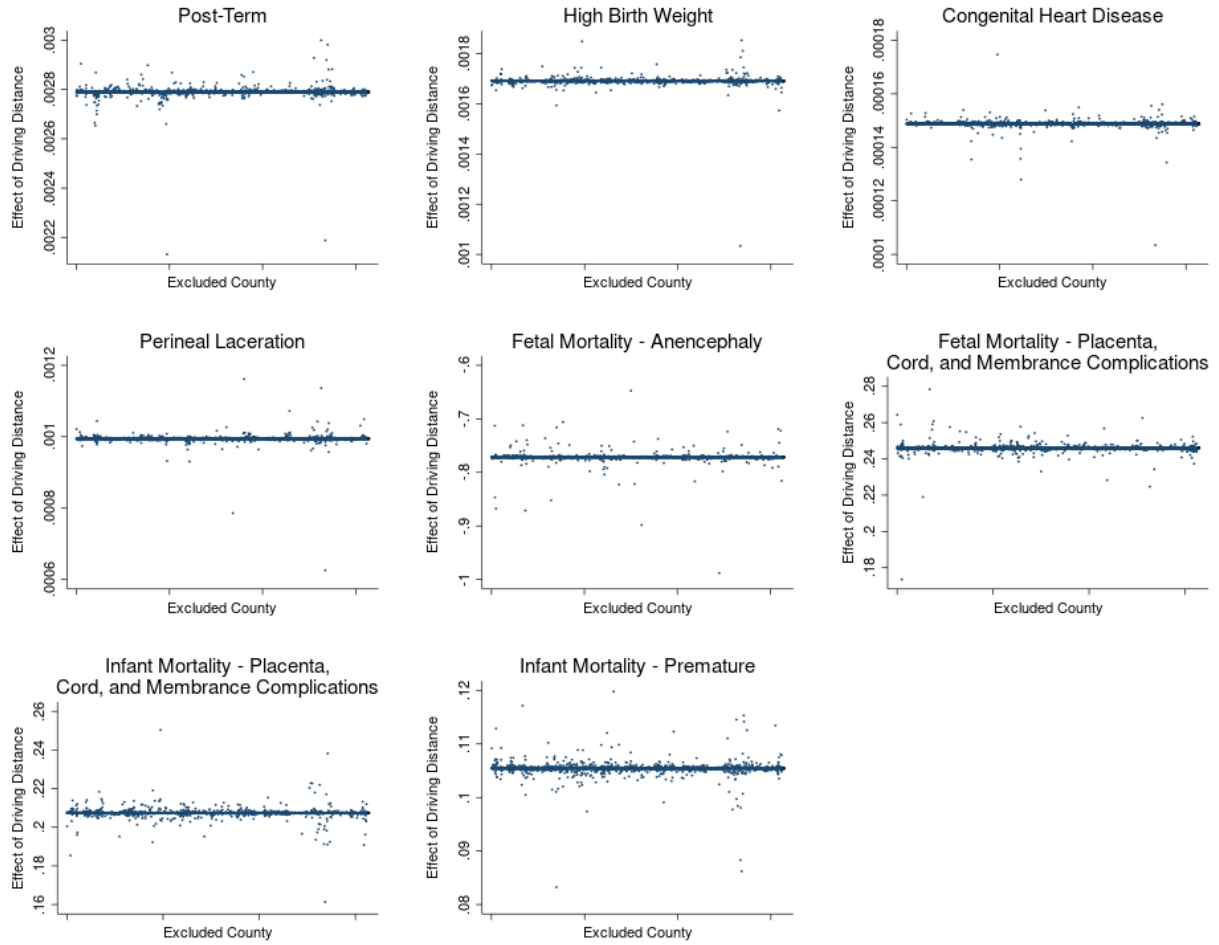 Post-Term
Effect of Driving Distance
.0022
.0024
.0026
.0028
.003
Excluded County
High Birth Weight
Effect of Driving Distance
.001
.0012
.0014
.0016
.0018
Excluded County
Congenital Heart Disease
Effect of Driving Distance
.0001
.00012
.00014
.00016
.00018
Excluded County
Perineal Laceration
Effect of Driving Distance
.0006
.0008
.001
.0012
Excluded County
Fetal Mortality - Anencephaly
Effect of Driving Distance
-1
-.9
-.8
-.7
-.6
Excluded County
Fetal Mortality - Placenta,
Cord, and Membrance Complications
Effect of Driving Distance
.18
.2
.22
.24
.26
.28
Excluded County
Infant Mortality - Placenta,
Cord, and Membrance Complications
Effect of Driving Distance
.16
.18
.2
.22
.24
.26
Excluded County
Infant Mortality - Premature
Effect of Driving Distance
.08
.09
.1
.11
.12
Excluded County